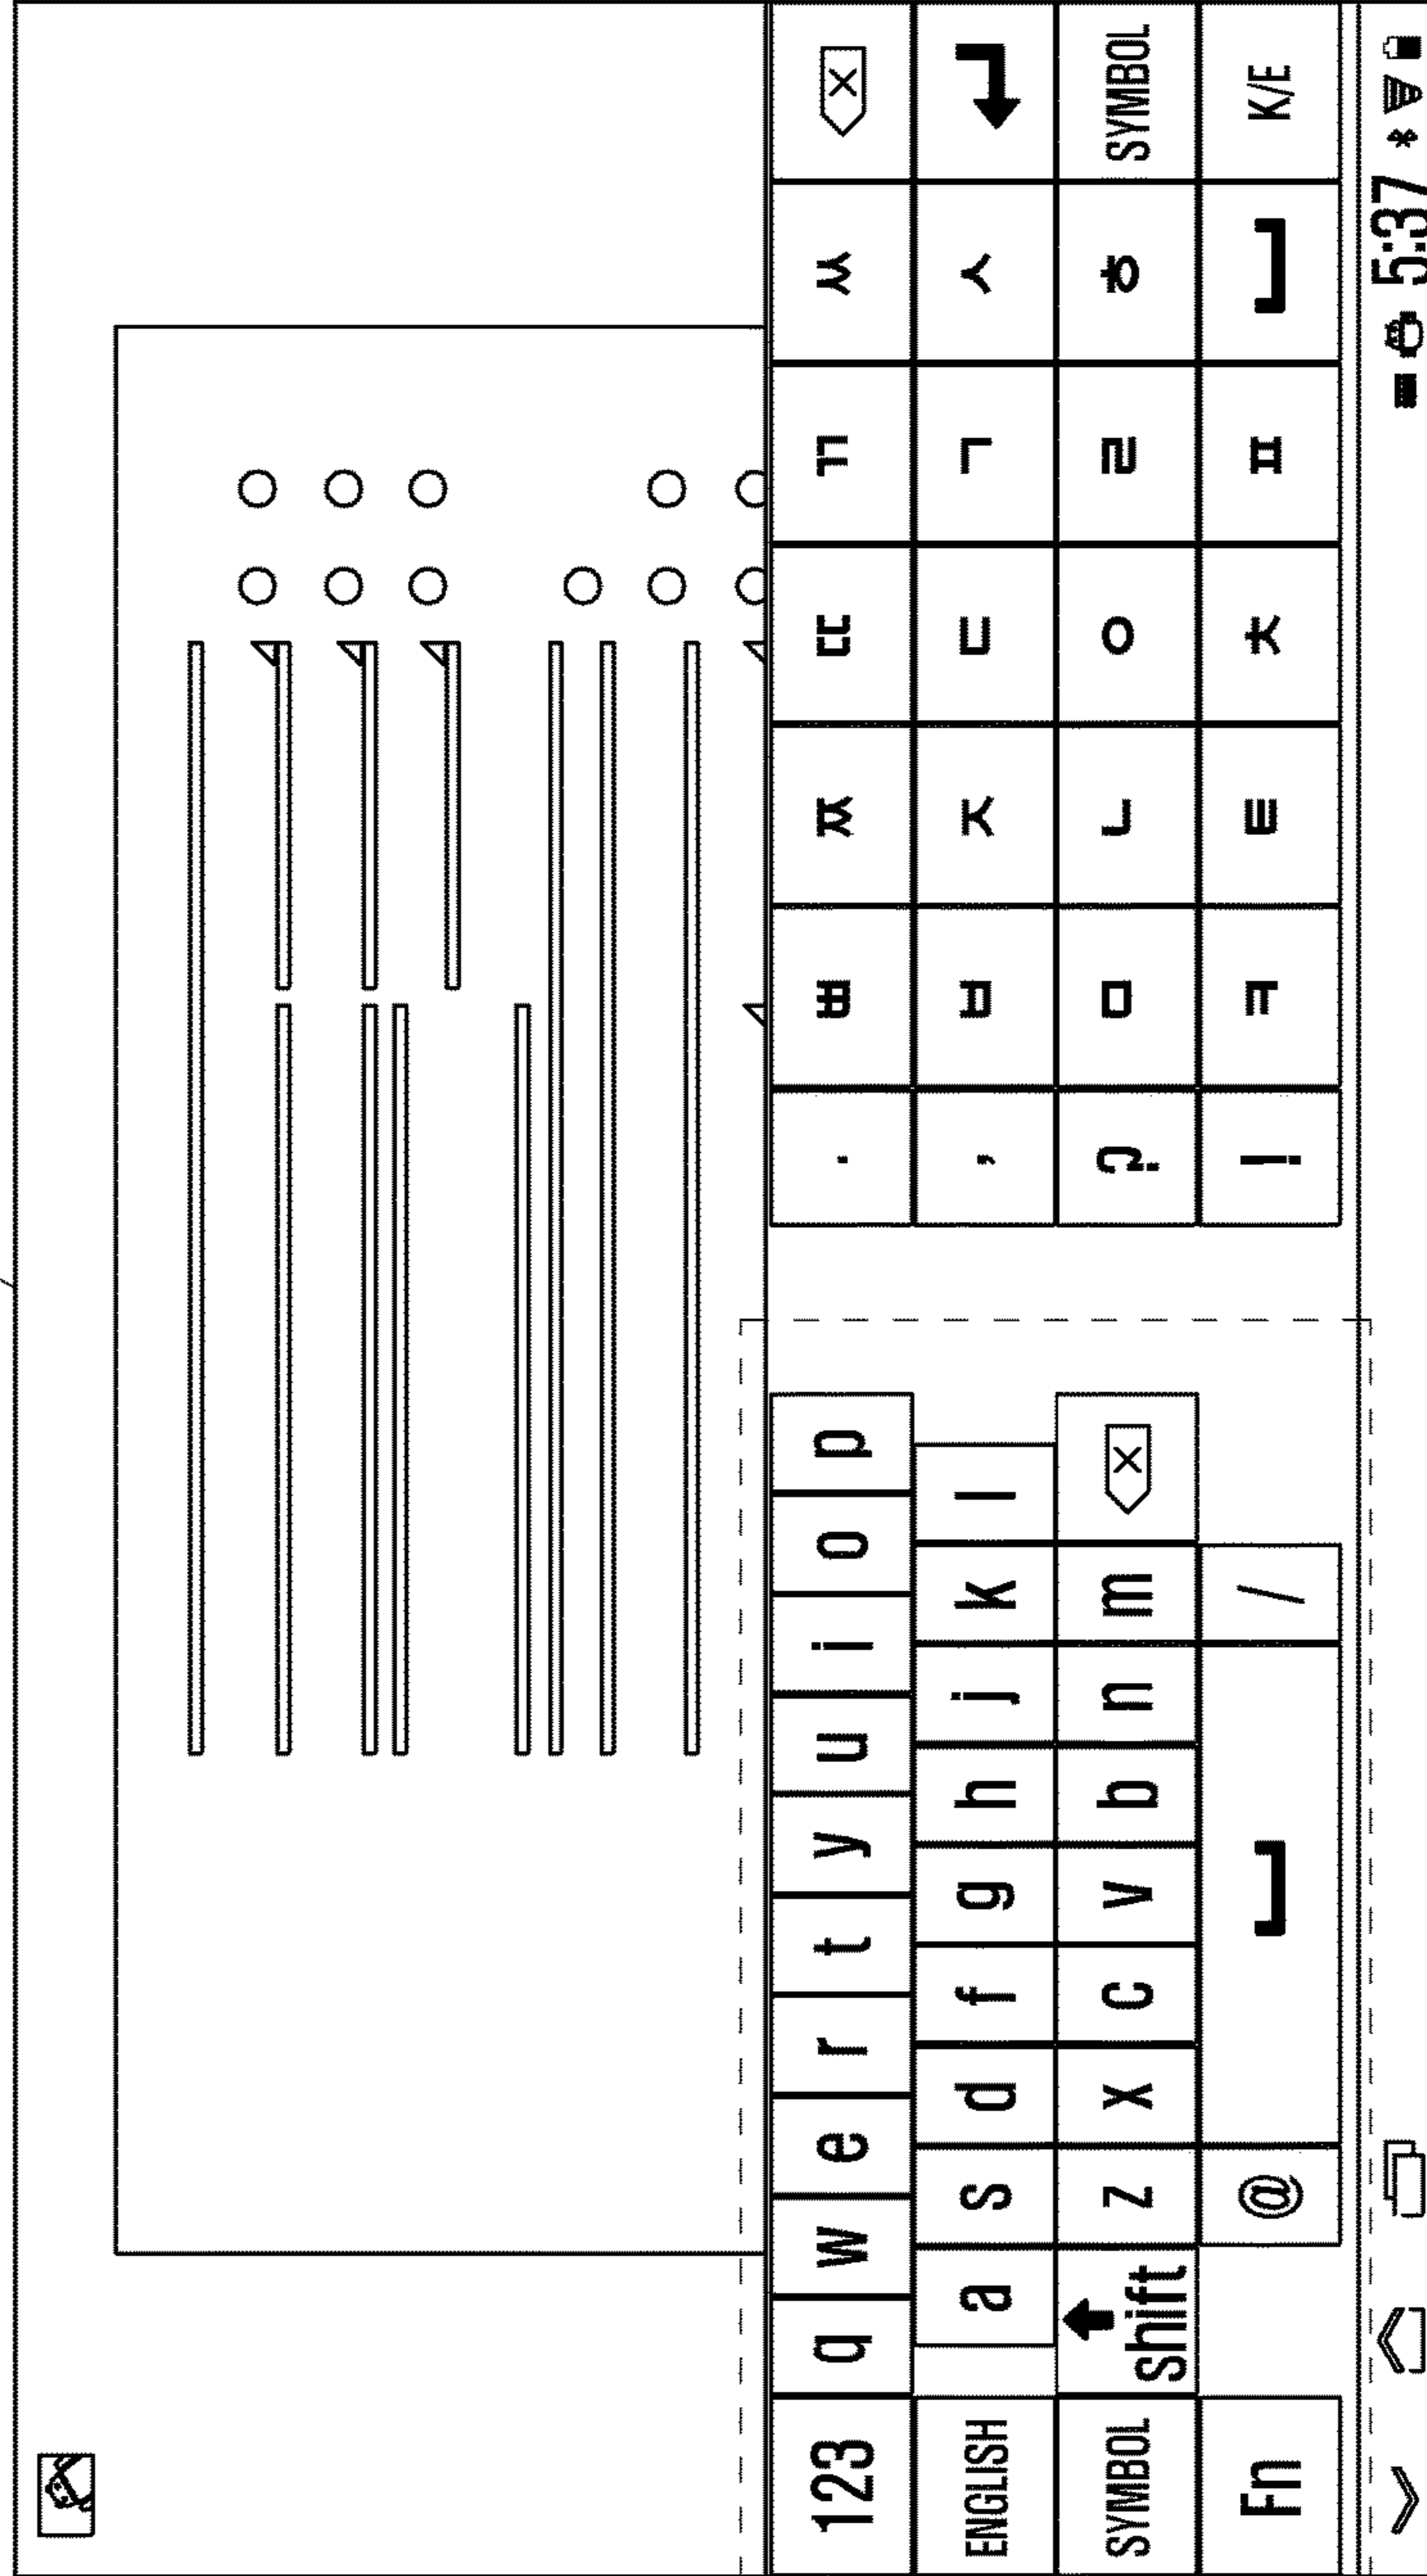 123 q w e r t y u i o p . ㅃ ㅉ ㄸ ㄲ ㅆ
ENGLISH a s d f g h j k l , ㅂ ㅈ ㄷ ㄱ ㅅ
SYMBOL shift z x c v b n m ? ㅁ ㄴ ㅇ ㄹ ㅎ SYMBOL
Fn @ / ! ㅋ ㅌ ㅊ ㅍ K/E
5:37